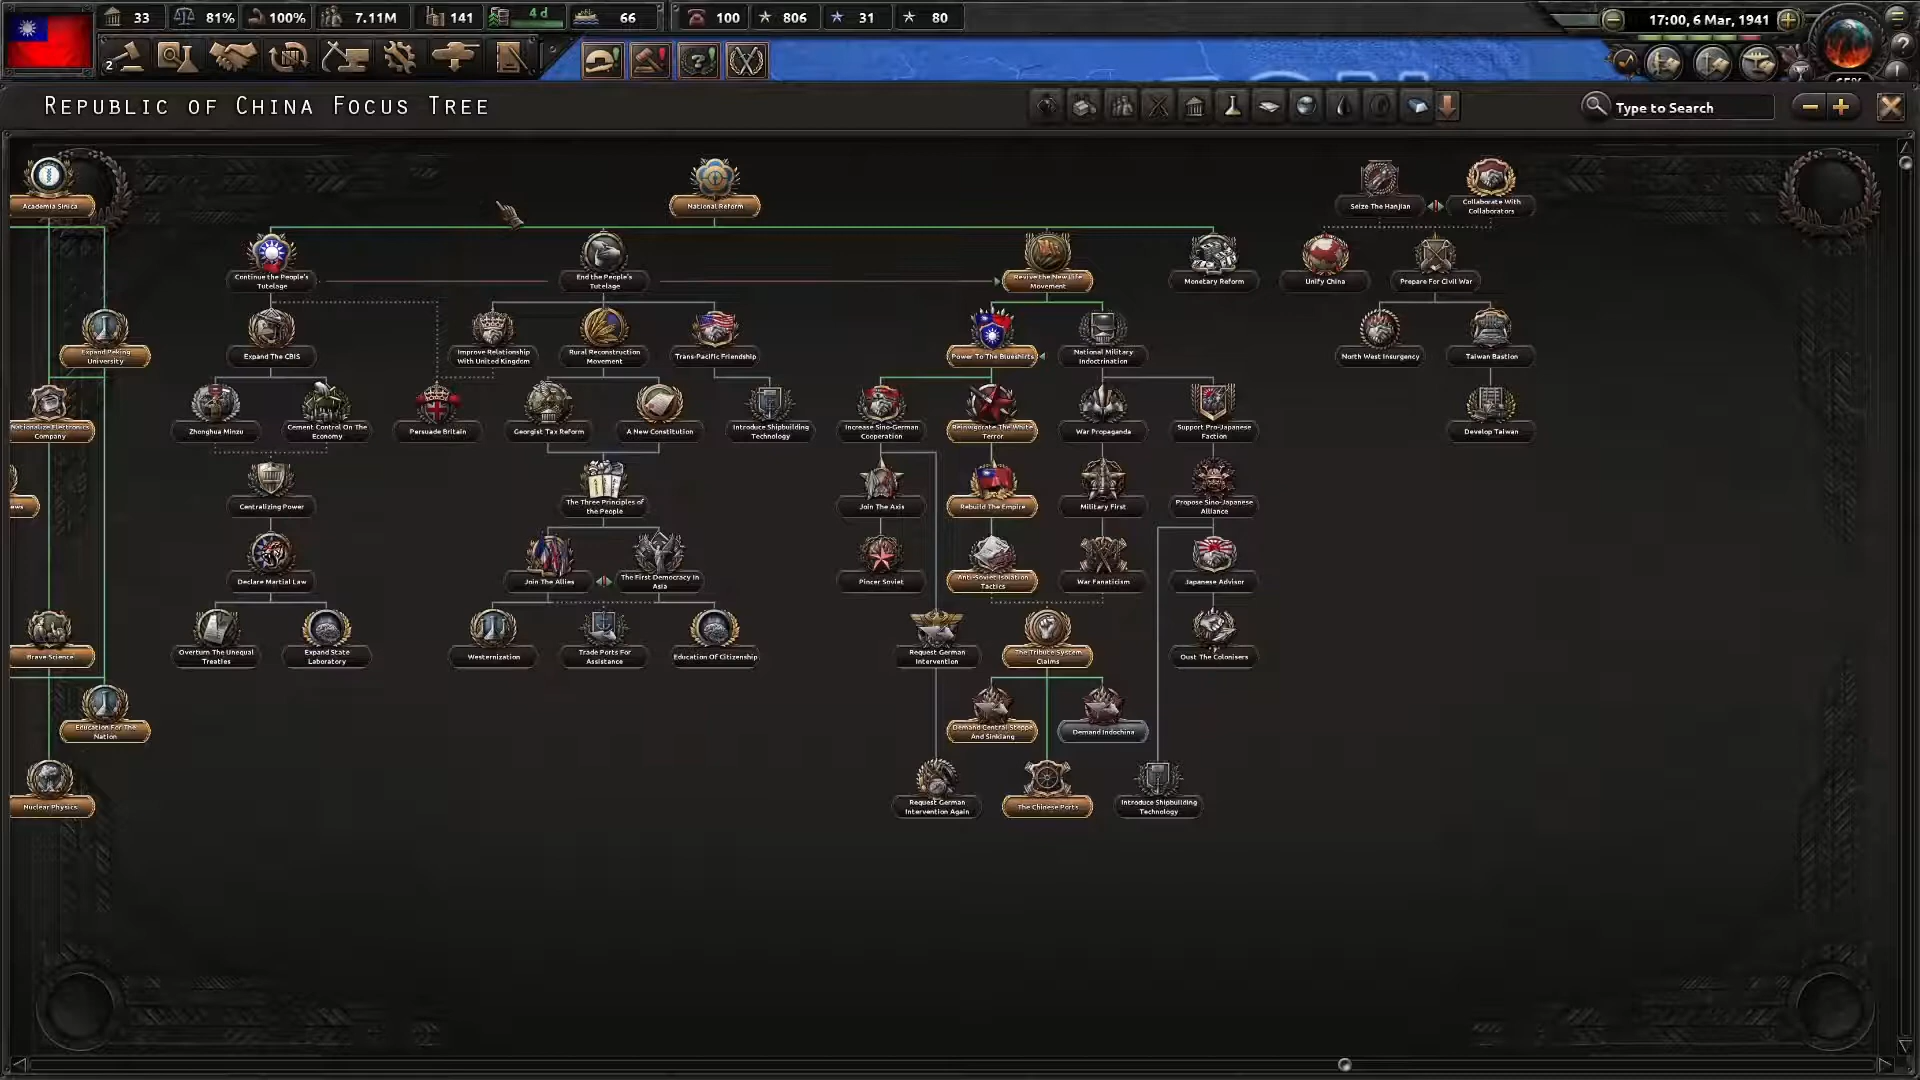 33
81%
100%
7.11M
141
4 d
66
100
806
31
80
17:00, 6 Mar, 1941
2
65%
Republic of China Focus Tree
Type to Search
Academia Sinica
National Reform
Seize The Hanjian
Collaborate With
Collaborators
Continue the People's
Tutelage
End the People's
Tutelage
Revive the New Life
Movement
Monetary Reform
Unify China
Prepare For Civil War
Expand Peking
University
Expand The CBIS
Improve Relationship
With United Kingdom
Rural Reconstruction
Movement
Trans-Pacific Friendship
Power To The Blueshirts
National Military
Indoctrination
North West Insurgency
Taiwan Bastion
Nationalize Electronics
Company
Zhonghua Minzu
Cement Control On The
Economy
Persuade Britain
Georgist Tax Reform
A New Constitution
Introduce Shipbuilding
Technology
Increase Sino-German
Cooperation
Reinvigorate The White
Terror
War Propaganda
Support Pro-Japanese
Faction
Develop Taiwan
Centralizing Power
The Three Principles of
the People
Join The Axis
Rebuild The Empire
Military First
Propose Sino-Japanese
Alliance
Declare Martial Law
Join The Allies
The First Democracy In
Asia
Pincer Soviet
Anti-Soviet Isolation
Tactics
War Fanaticism
Japanese Advisor
Brave Science
Overturn The Unequal
Treaties
Expand State
Laboratory
Westernization
Trade Ports For
Assistance
Education Of Citizenship
Request German
Intervention
The Tribute System
Claims
Oust The Colonisers
Education For The
Nation
Demand Central Steppe
And Sinkiang
Demand Indochina
Nuclear Physics
Request German
Intervention Again
The Chinese Ports
Introduce Shipbuilding
Technology